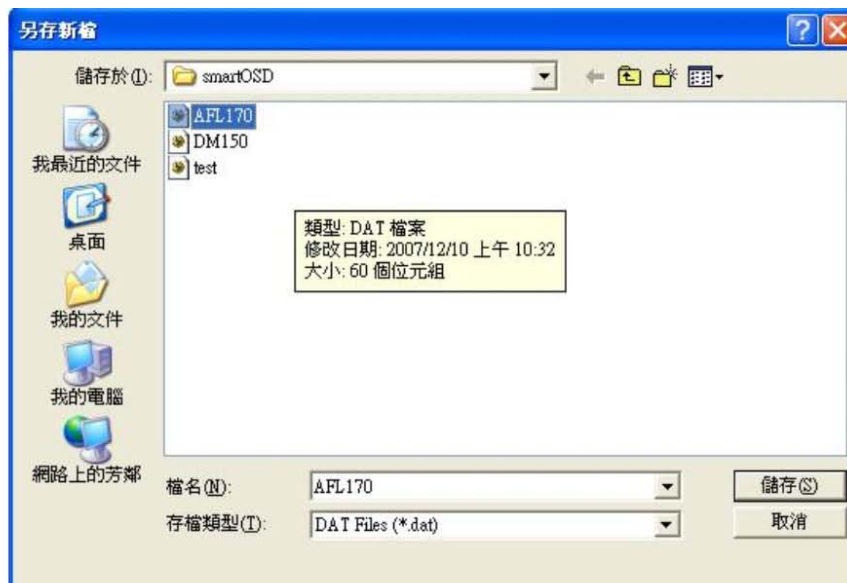 另存新檔
儲存於(I):
smartOSD
AFL170
DM150
test
類型: DAT 檔案
修改日期: 2007/12/10 上午 10:32
大小: 60 個位元組
我最近的文件
桌面
我的文件
我的電腦
網路上的芳鄰
檔名(N):
AFL170
儲存(S)
存檔類型(T):
DAT Files (*.dat)
取消